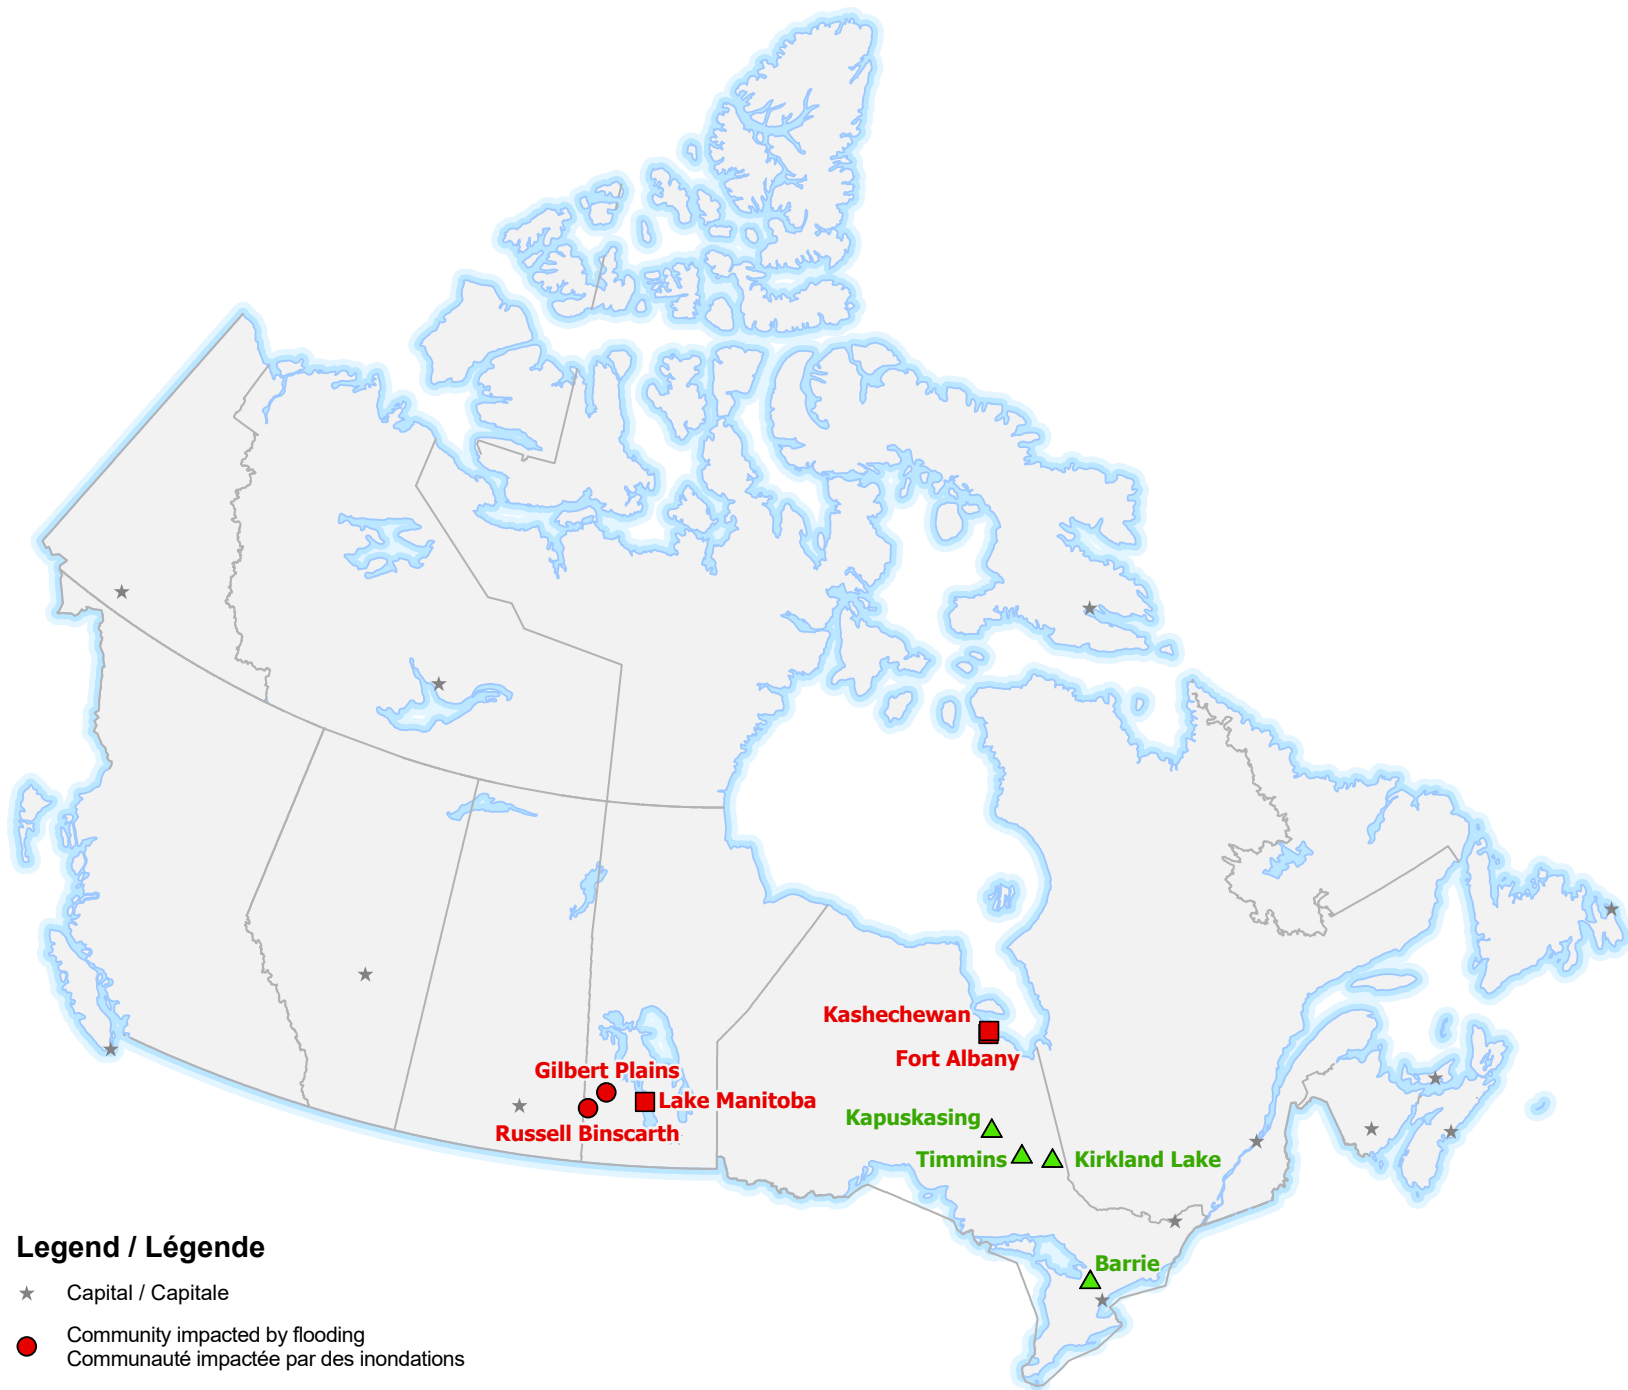 Kashechewan
Fort Albany
Gilbert Plains
Lake Manitoba
Russell Binscarth
Kapuskasing
Timmins
Kirkland Lake
Barrie
Legend / Légende
Capital / Capitale
Community impacted by flooding
Communauté impactée par des inondations